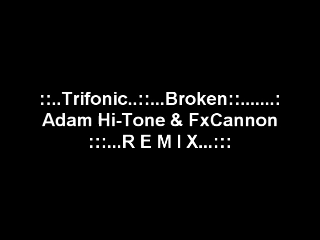 ::..Trifonic..::...Broken::.......:
Adam Hi-Tone & FxCannon
:::...R E M I X...:::